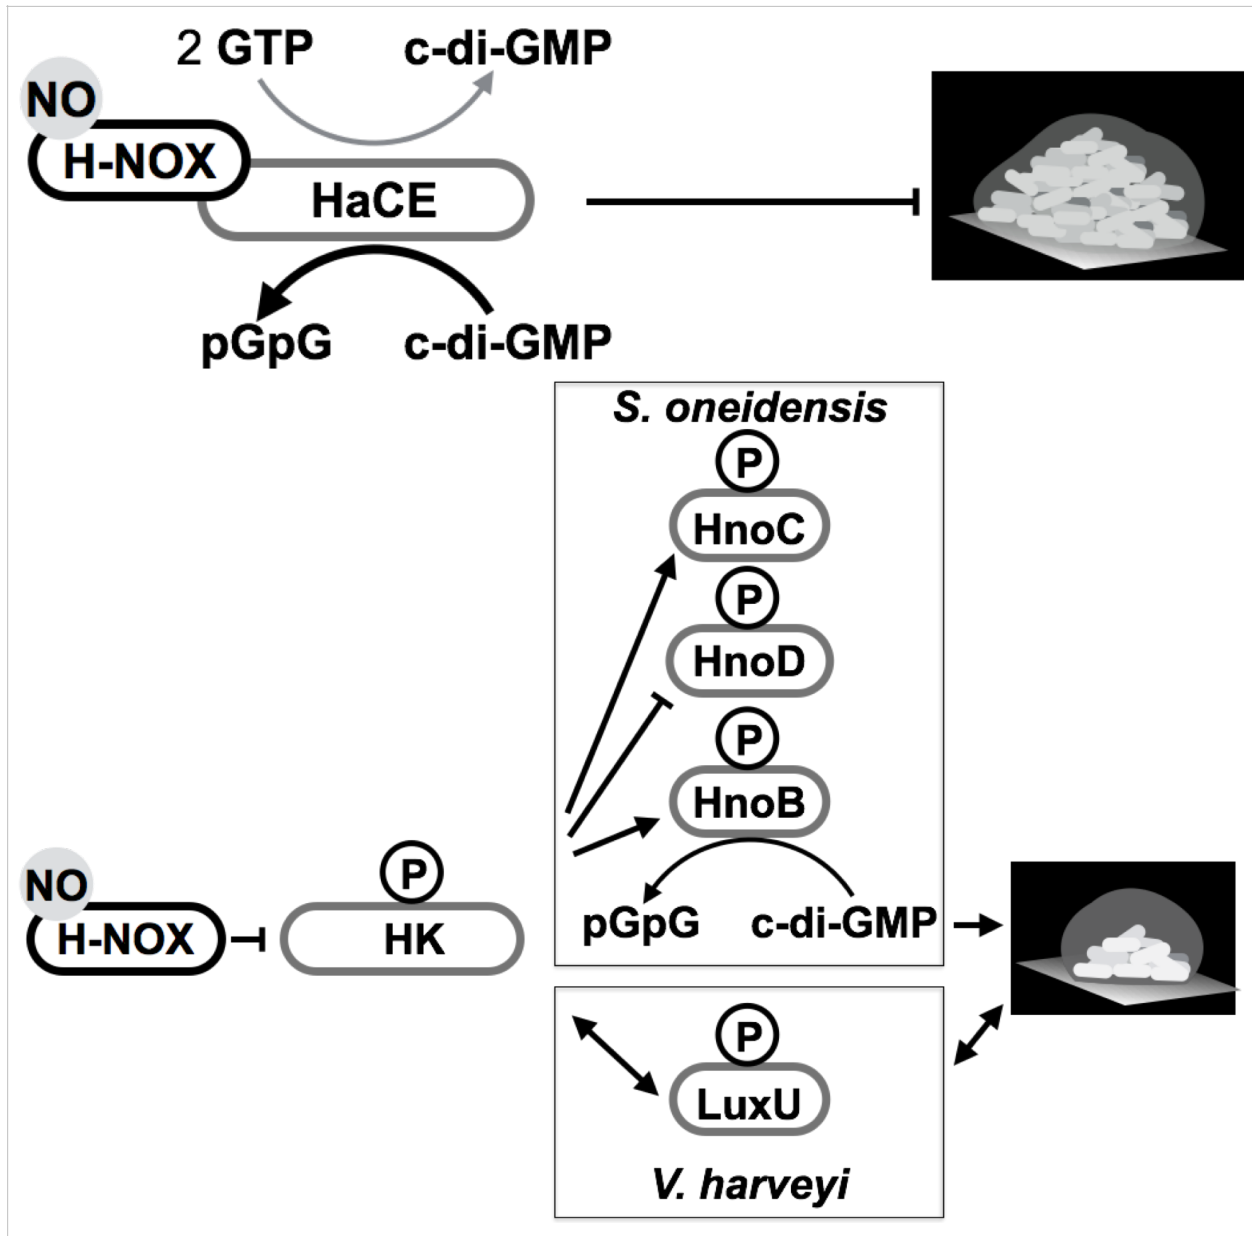 2 GTP c-di-GMP
NO
H-NOX
HaCE
pGpG c-di-GMP
S. oneidensis
P
HnoC
P
HnoD
P
HnoB
pGpG c-di-GMP
NO
H-NOX
P
HK
P
LuxU
V. harveyi